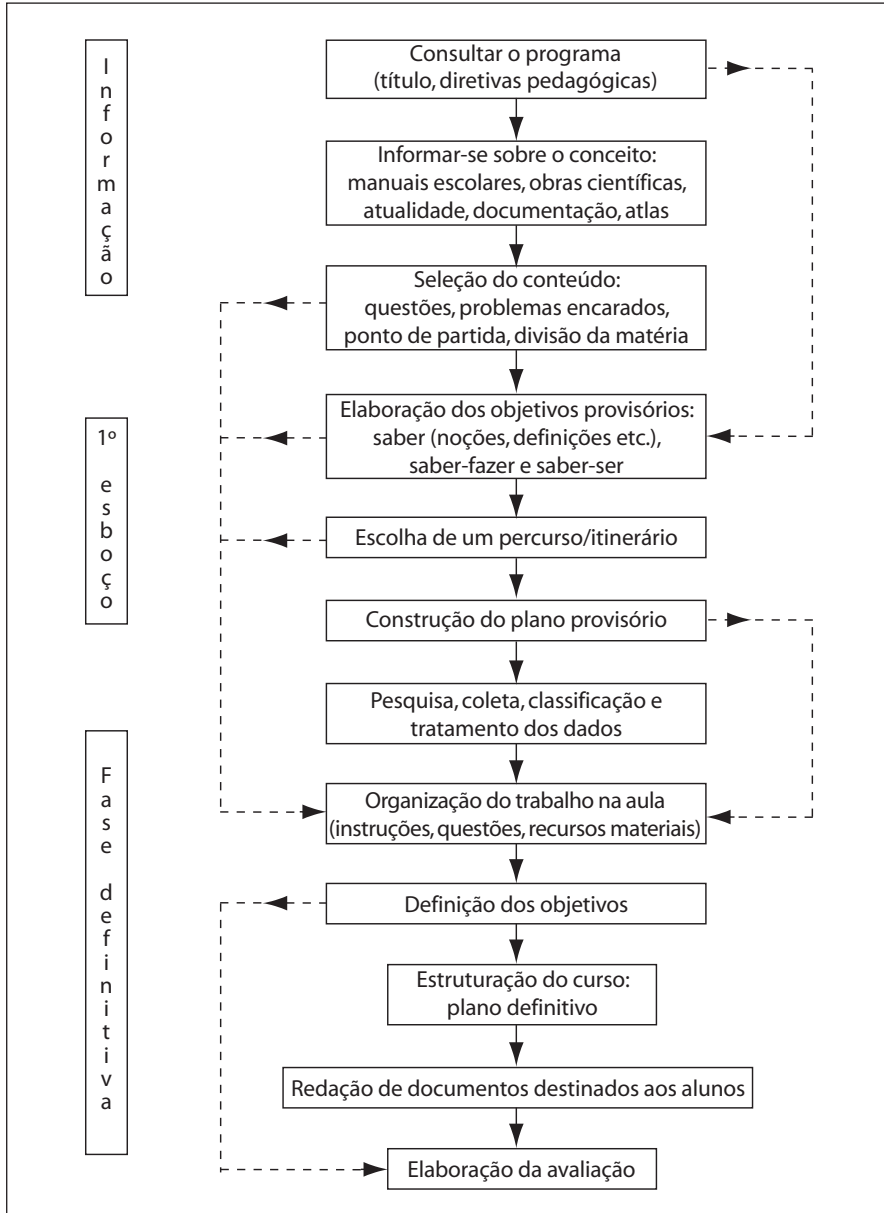 Informação
Consultar o programa
(título, diretivas pedagógicas)
Informar-se sobre o conceito:
manuais escolares, obras científicas,
atualidade, documentação, atlas
Seleção do conteúdo:
questões, problemas encarados,
ponto de partida, divisão da matéria
1º esboço
Elaboração dos objetivos provisórios:
saber (noções, definições etc.),
saber-fazer e saber-ser
Escolha de um percurso/itinerário
Construção do plano provisório
Pesquisa, coleta, classificação e
tratamento dos dados
Fase definitiva
Organização do trabalho na aula
(instruções, questões, recursos materiais)
Definição dos objetivos
Estruturação do curso:
plano definitivo
Redação de documentos destinados aos alunos
Elaboração da avaliação